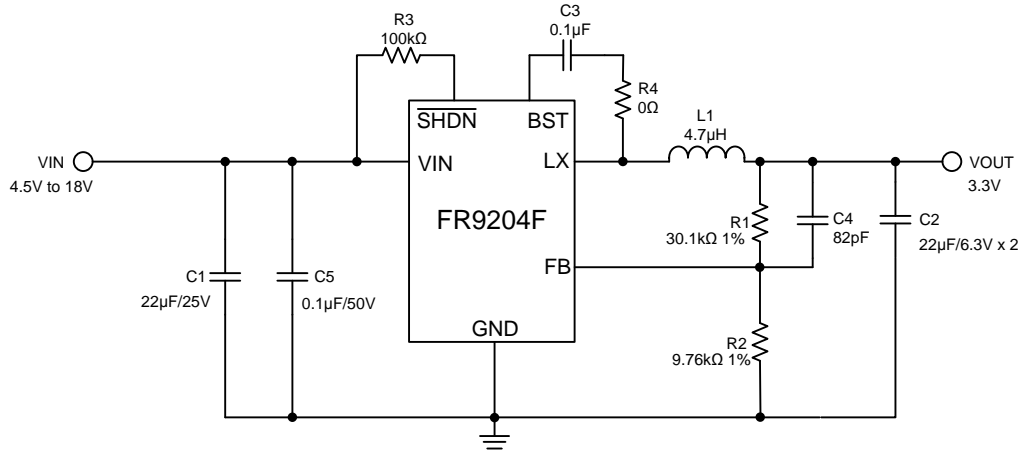 C3
0.1μF
R3
100kΩ
R4
0Ω
SHDN
BST
L1
4.7μH
VIN
4.5V to 18V
VIN
LX
VOUT
3.3V
FR9204F
R1
30.1kΩ 1%
C4
82pF
C2
22μF/6.3V x 2
FB
C1
22μF/25V
C5
0.1μF/50V
GND
R2
9.76kΩ 1%